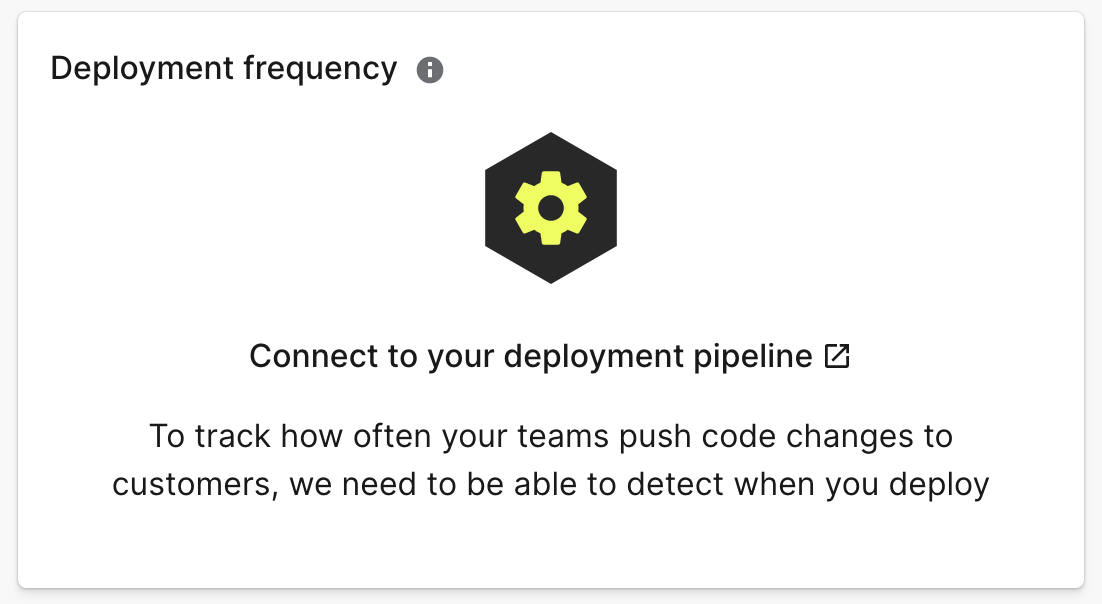 Deployment frequency
Connect to your deployment pipeline
To track how often your teams push code changes to
customers, we need to be able to detect when you deploy